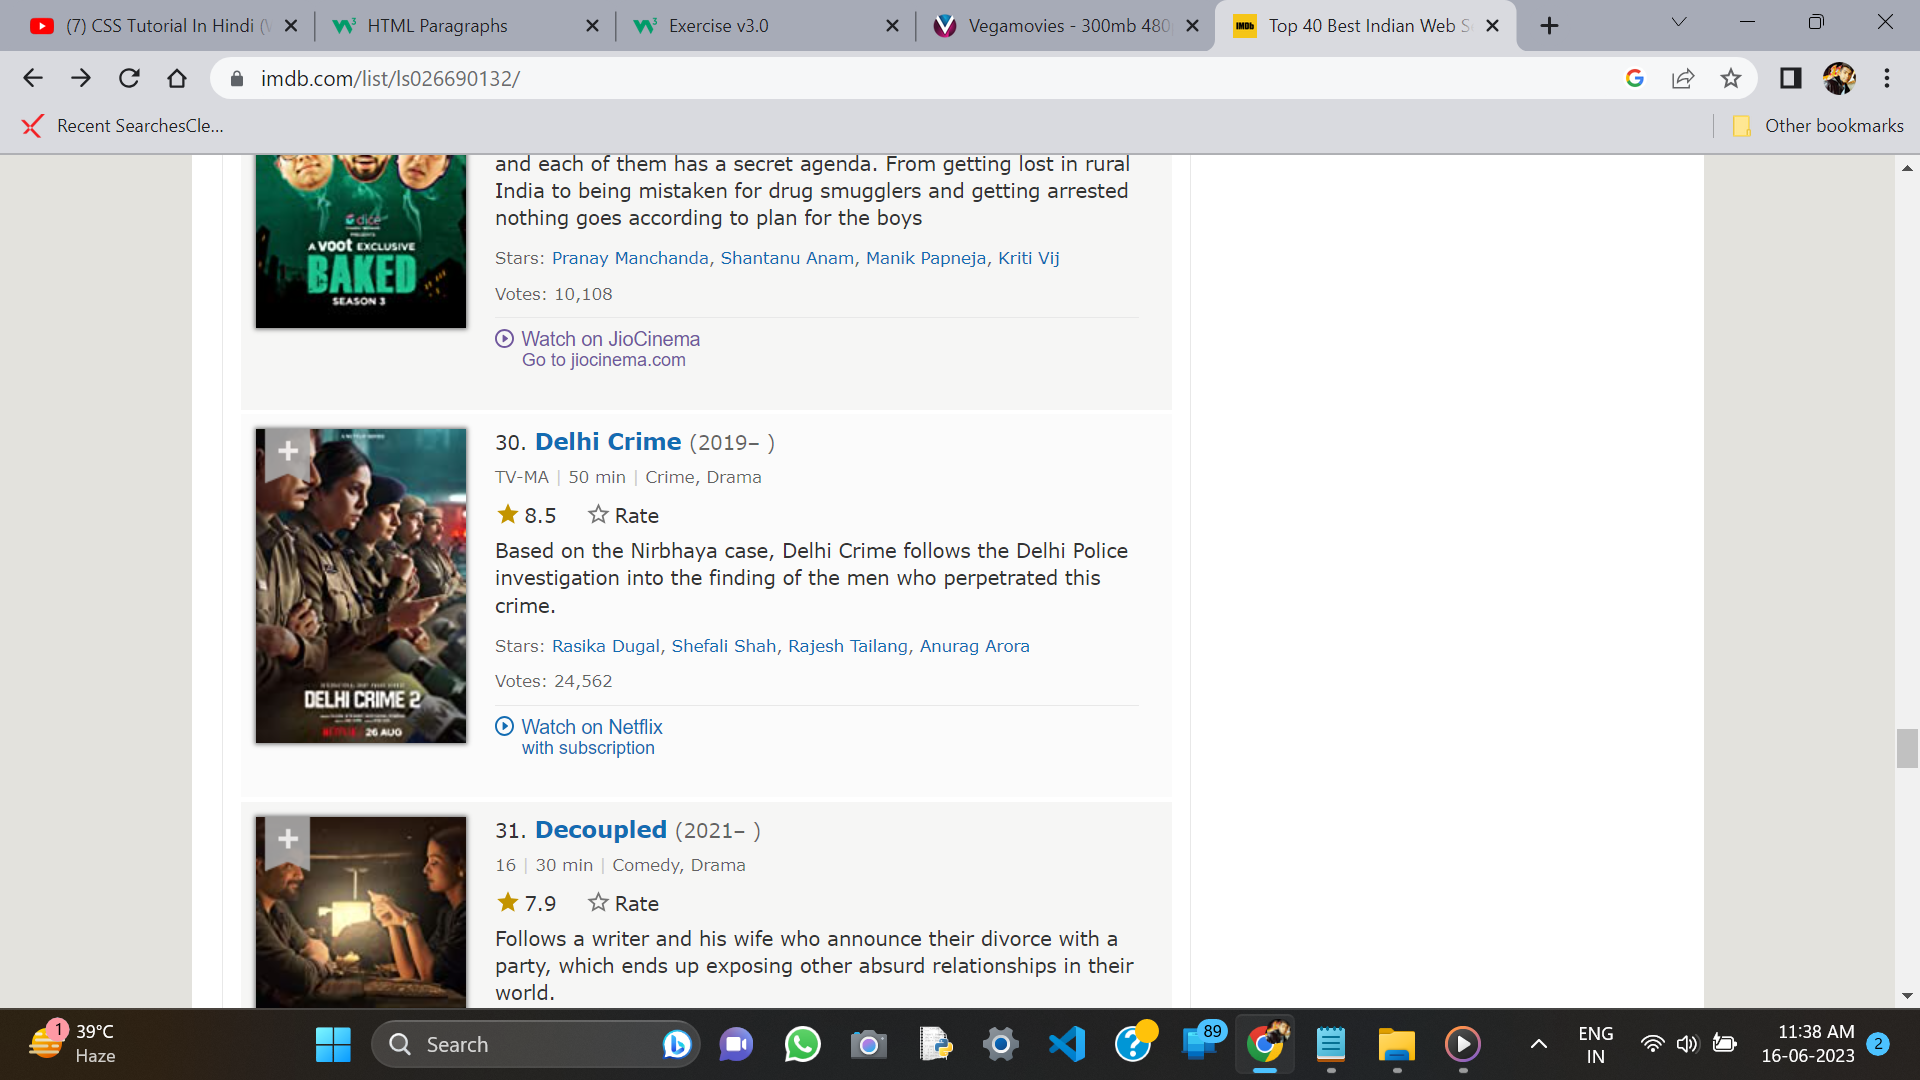 (7) CSS Tutorial In Hindi (
HTML Paragraphs
Exercise v3.0
Vegamovies - 300mb 480
Top 40 Best Indian Web S
imdb.com/list/ls026690132/
Recent SearchesCle...
Other bookmarks
and each of them has a secret agenda. From getting lost in rural
India to being mistaken for drug smugglers and getting arrested
nothing goes according to plan for the boys
dice
A VOOT EXCLUSIVE
BAKED
SEASON 3
Stars: Pranay Manchanda, Shantanu Anam, Manik Papneja, Kriti Vij
Votes: 10,108
Watch on JioCinema
Go to jiocinema.com
30. Delhi Crime (2019– )
TV-MA | 50 min | Crime, Drama
8.5 Rate
Based on the Nirbhaya case, Delhi Crime follows the Delhi Police
investigation into the finding of the men who perpetrated this
crime.
Stars: Rasika Dugal, Shefali Shah, Rajesh Tailang, Anurag Arora
Votes: 24,562
Watch on Netflix
with subscription
DELHI CRIME 2
NETFLIX 26 AUG
31. Decoupled (2021– )
16 | 30 min | Comedy, Drama
7.9 Rate
Follows a writer and his wife who announce their divorce with a
party, which ends up exposing other absurd relationships in their
world.
1
39°C
Haze
Search
89
ENG
IN
11:38 AM
16-06-2023
2